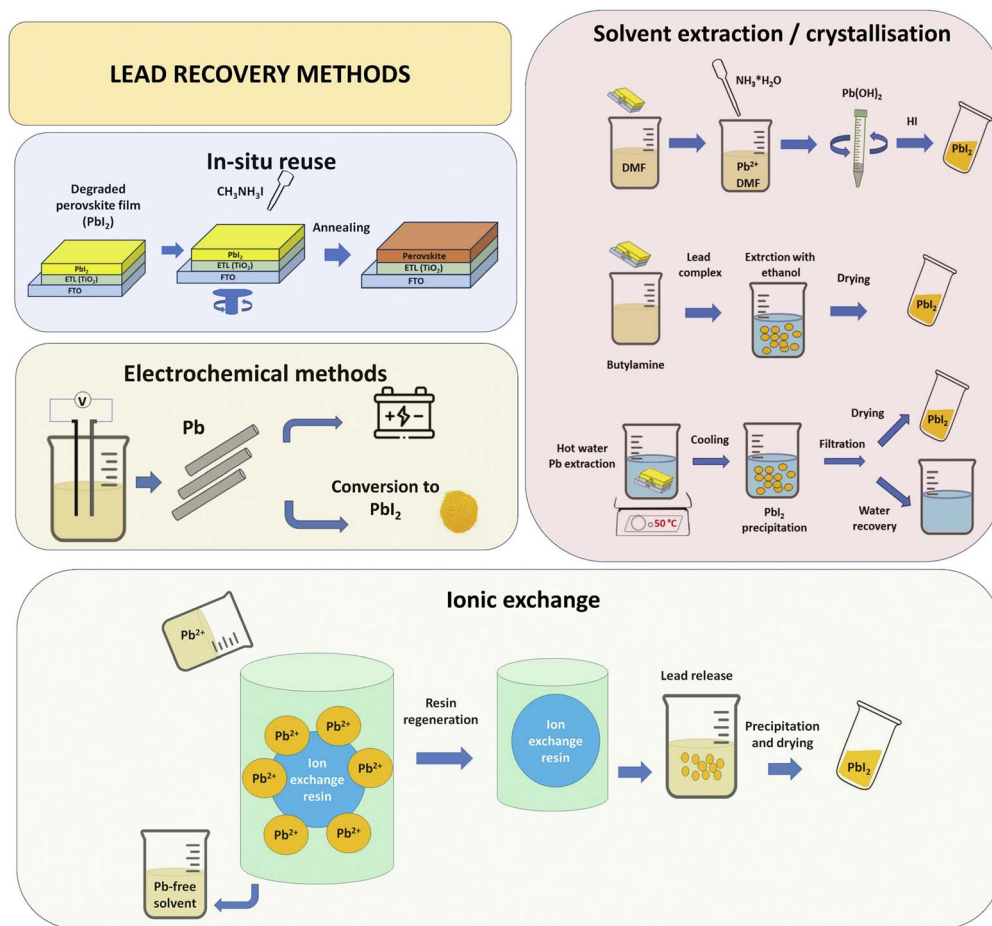 LEAD RECOVERY METHODS
In-situ reuse
Degraded
perovskite film
(PbI₂)
CH₃NH₃I
Annealing
PbI₂
ETL (TiO₂)
FTO
PbI₂
ETL (TiO₂)
FTO
Perovskite
ETL (TiO₂)
FTO
Electrochemical methods
V
Pb
Conversion to
PbI₂
Solvent extraction / crystallisation
NH₃*H₂O
Pb(OH)₂
HI
DMF
Pb²⁺
DMF
PbI₂
Lead
complex
Extrction with
ethanol
Drying
Butylamine
PbI₂
Hot water
Pb extraction
50 °C
Cooling
PbI₂
precipitation
Filtration
Drying
PbI₂
Water
recovery
Ionic exchange
Pb²⁺
Pb²⁺
Pb²⁺
Pb²⁺
Pb²⁺
Pb²⁺
Pb²⁺
Ion
exchange
resin
Pb-free
solvent
Resin
regeneration
Ion
exchange
resin
Lead release
Precipitation
and drying
PbI₂